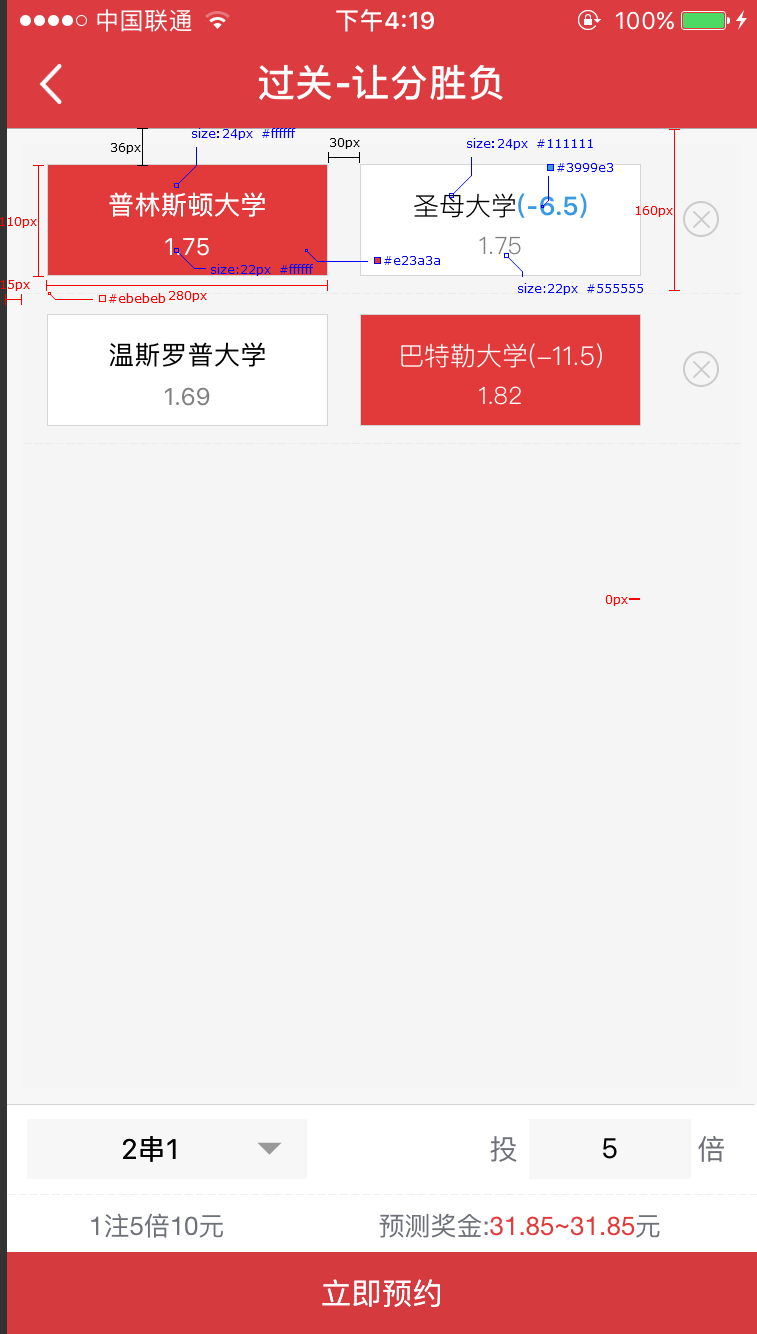 中国联通 下午4:19 100%
过关-让分胜负
size:24px #ffffff
36px
30px
size:24px #111111
#3999e3
普林斯顿大学
圣母大学(-6.5)
160px
110px
1.75
1.75
size:22px #ffffff
#e23a3a
15px
size:22px #555555
#ebebeb
280px
温斯罗普大学
巴特勒大学(-11.5)
1.69
1.82
0px
2串1
投 5 倍
1注5倍10元
预测奖金:31.85~31.85元
立即预约